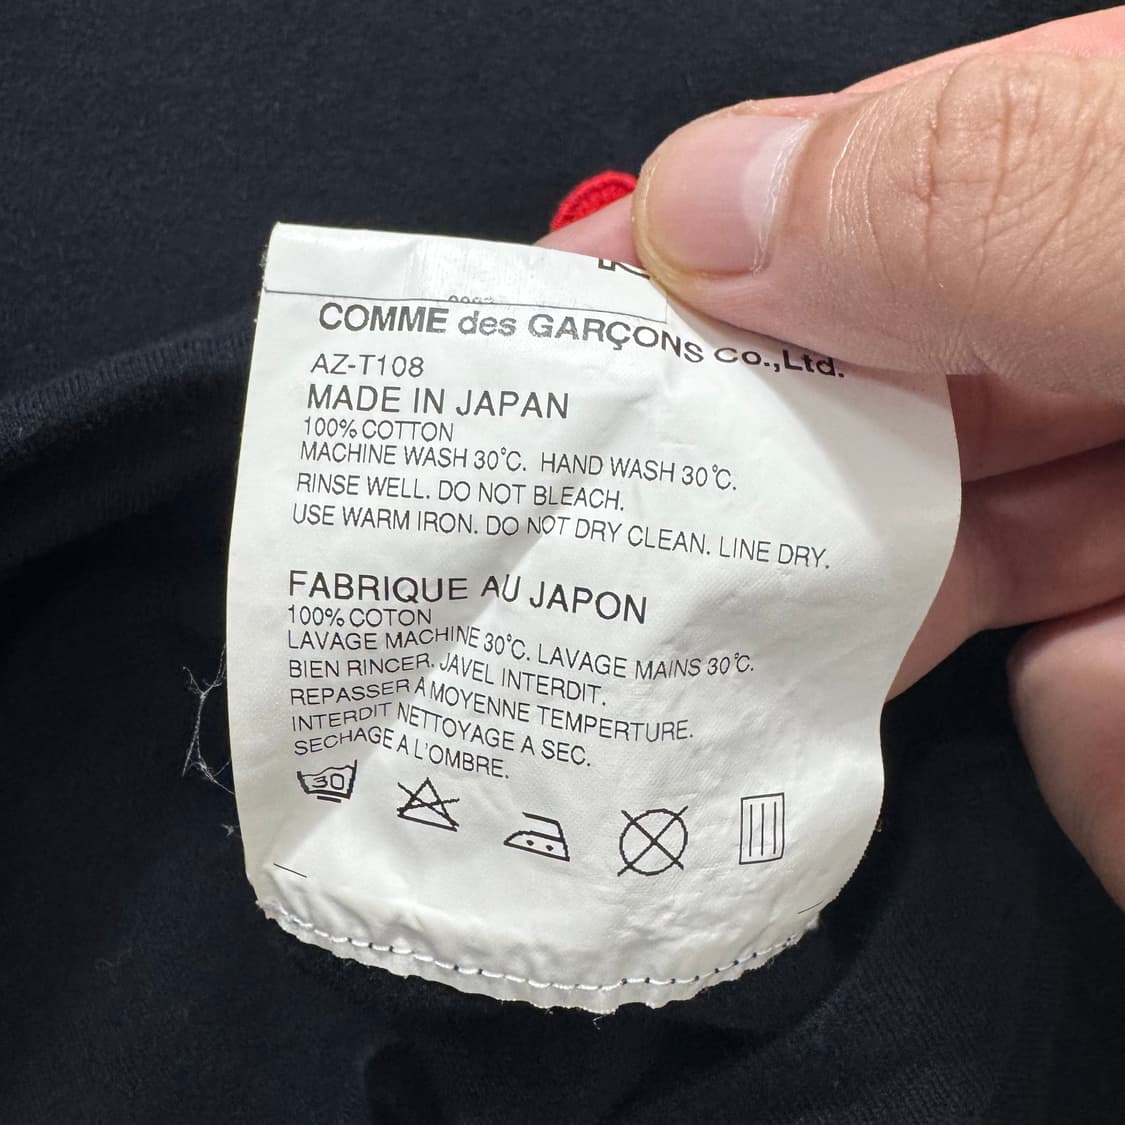 COMME des GARÇONS Co.,Ltd.
AZ-T108
MADE IN JAPAN
100% COTTON
MACHINE WASH 30℃. HAND WASH 30℃.
RINSE WELL. DO NOT BLEACH.
USE WARM IRON. DO NOT DRY CLEAN. LINE DRY.
FABRIQUE AU JAPON
100% COTON
LAVAGE MACHINE 30℃. LAVAGE MAINS 30℃.
BIEN RINCER. JAVEL INTERDIT.
REPASSER A MOYENNE TEMPERTURE.
INTERDIT NETTOYAGE A SEC.
SECHAGE A L'OMBRE.
30